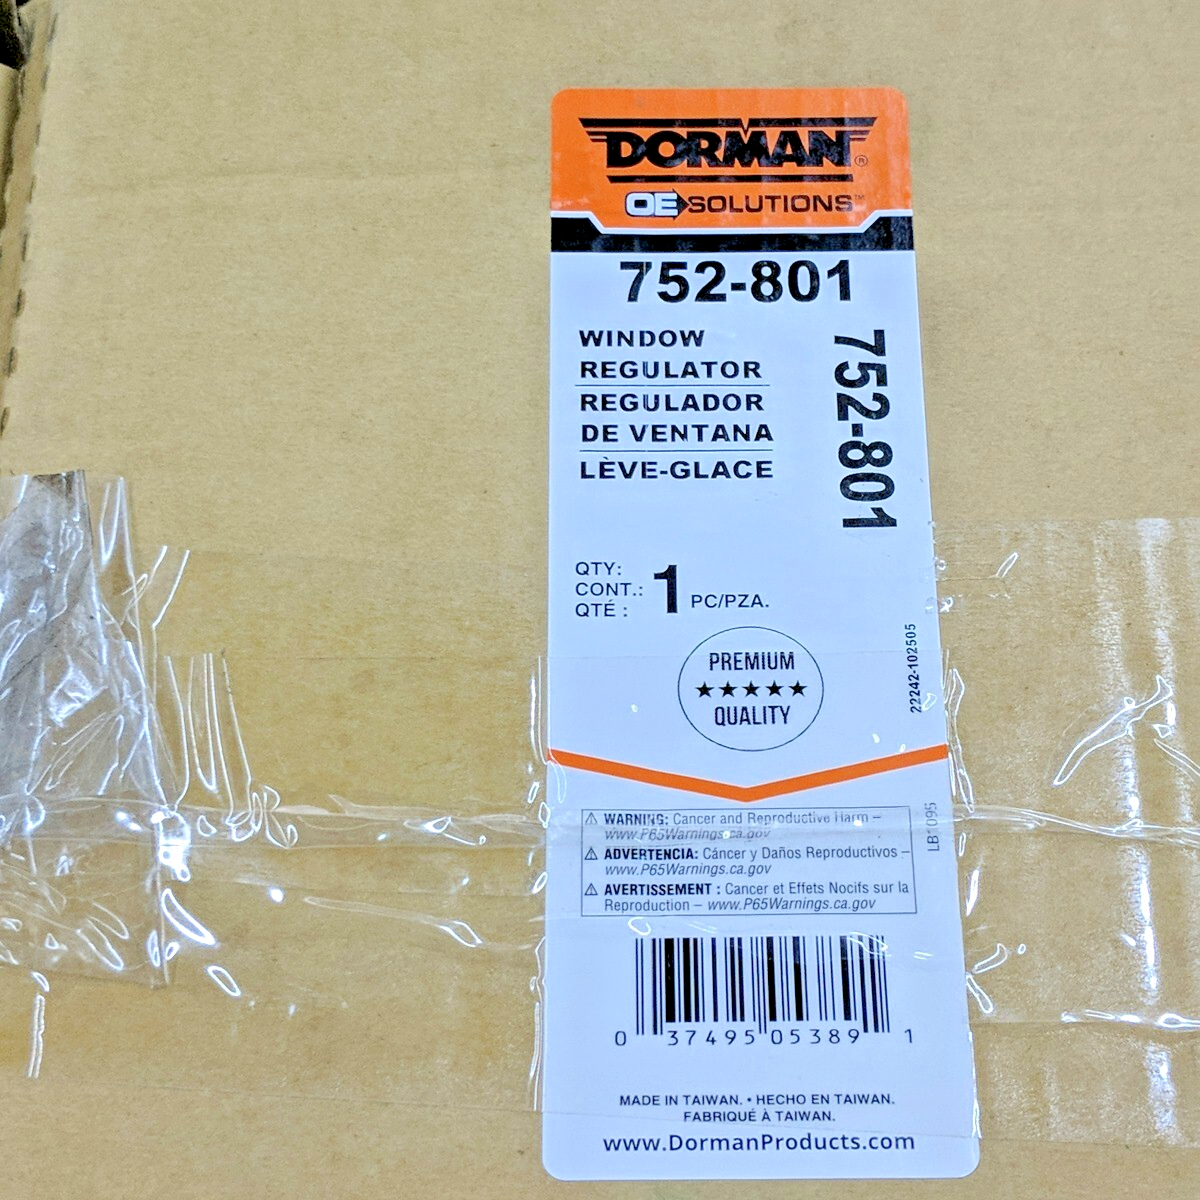 DORMAN®
OE SOLUTIONS™
752-801
WINDOW
REGULATOR
REGULADOR
DE VENTANA
LÈVE-GLACE
752-801
QTY:
CONT.: 1 PC/PZA.
QTÉ :
PREMIUM
★★★★★
QUALITY
22242-102505
⚠ WARNING: Cancer and Reproductive Harm –
www.P65Warnings.ca.gov
⚠ ADVERTENCIA: Cáncer y Daños Reproductivos –
www.P65Warnings.ca.gov
⚠ AVERTISSEMENT : Cancer et Effets Nocifs sur la
Reproduction – www.P65Warnings.ca.gov
0 37495 05389 1
MADE IN TAIWAN. • HECHO EN TAIWAN.
FABRIQUÉ À TAIWAN.
www.DormanProducts.com